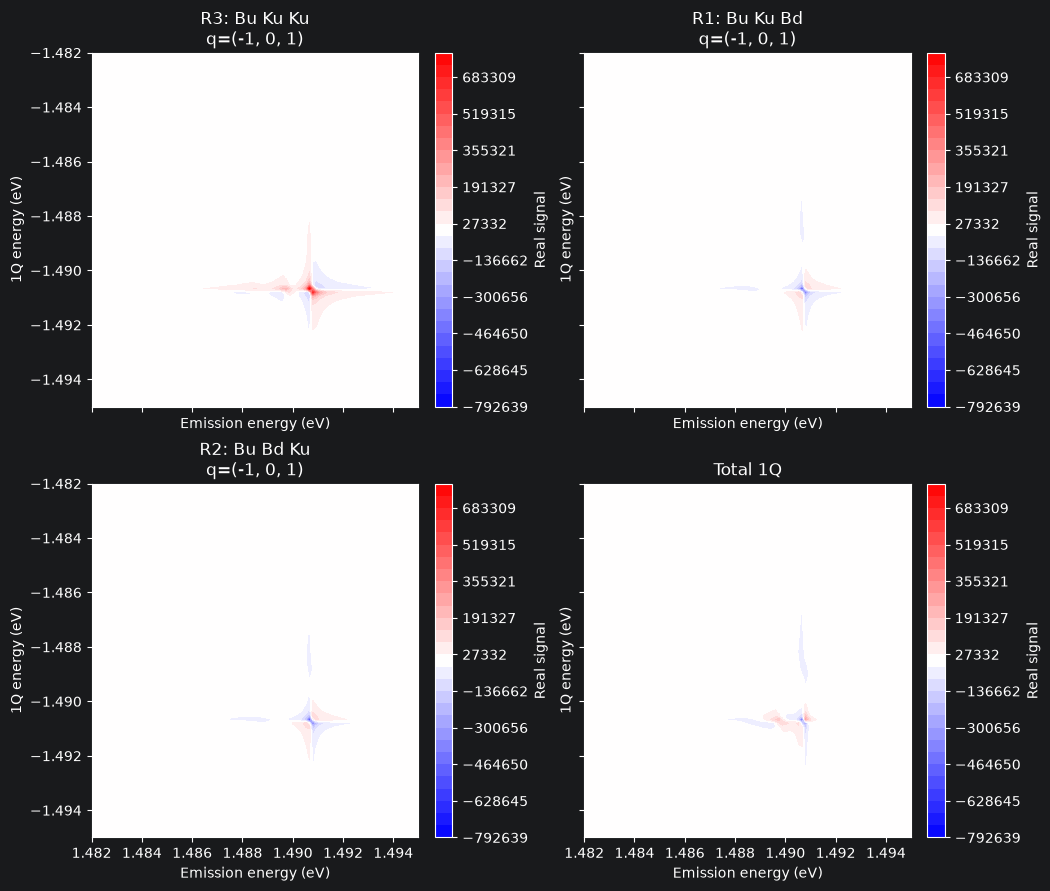 R3: Bu Ku Ku
q=(-1, 0, 1)
1Q energy (eV)
−1.482
−1.484
−1.486
−1.488
−1.490
−1.492
−1.494
Emission energy (eV)
683309
519315
355321
191327
27332
−136662
−300656
−464650
−628645
−792639
Real signal
R1: Bu Ku Bd
q=(-1, 0, 1)
1Q energy (eV)
Emission energy (eV)
683309
519315
355321
191327
27332
−136662
−300656
−464650
−628645
−792639
Real signal
R2: Bu Bd Ku
q=(-1, 0, 1)
1Q energy (eV)
−1.482
−1.484
−1.486
−1.488
−1.490
−1.492
−1.494
1.482 1.484 1.486 1.488 1.490 1.492 1.494
Emission energy (eV)
683309
519315
355321
191327
27332
−136662
−300656
−464650
−628645
−792639
Real signal
Total 1Q
1Q energy (eV)
1.482 1.484 1.486 1.488 1.490 1.492 1.494
Emission energy (eV)
683309
519315
355321
191327
27332
−136662
−300656
−464650
−628645
−792639
Real signal